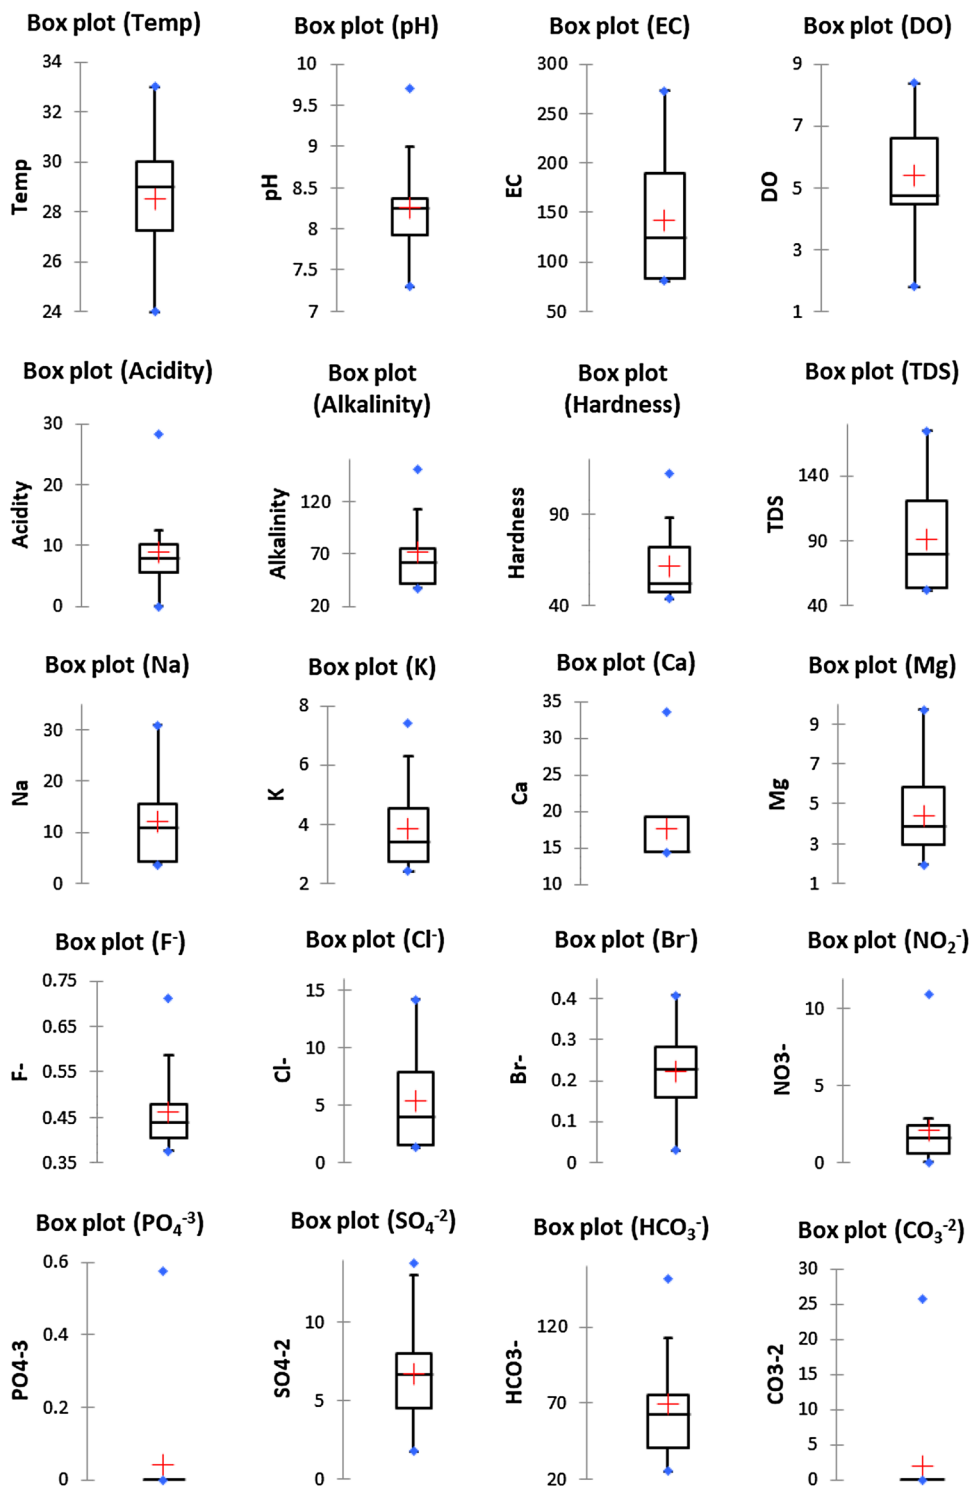 Box plot (Temp)
34
32
30
28
26
24
Temp
Box plot (pH)
10
9.5
9
8.5
8
7.5
7
pH
Box plot (EC)
300
250
200
150
100
50
EC
Box plot (DO)
9
7
5
3
1
DO
Box plot (Acidity)
30
20
10
0
Acidity
Box plot
(Alkalinity)
120
70
20
Alkalinity
Box plot
(Hardness)
90
40
Hardness
Box plot (TDS)
140
90
40
TDS
Box plot (Na)
30
20
10
0
Na
Box plot (K)
8
6
4
2
K
Box plot (Ca)
35
30
25
20
15
10
Ca
Box plot (Mg)
9
7
5
3
1
Mg
Box plot (F⁻)
0.75
0.65
0.55
0.45
0.35
F-
Box plot (Cl⁻)
15
10
5
0
Cl-
Box plot (Br⁻)
0.4
0.3
0.2
0.1
0
Br-
Box plot (NO₂⁻)
10
5
0
NO3-
Box plot (PO₄⁻³)
0.6
0.4
0.2
0
PO4-3
Box plot (SO₄⁻²)
10
5
0
SO4-2
Box plot (HCO₃⁻)
120
70
20
HCO3-
Box plot (CO₃⁻²)
30
25
20
15
10
5
0
CO3-2